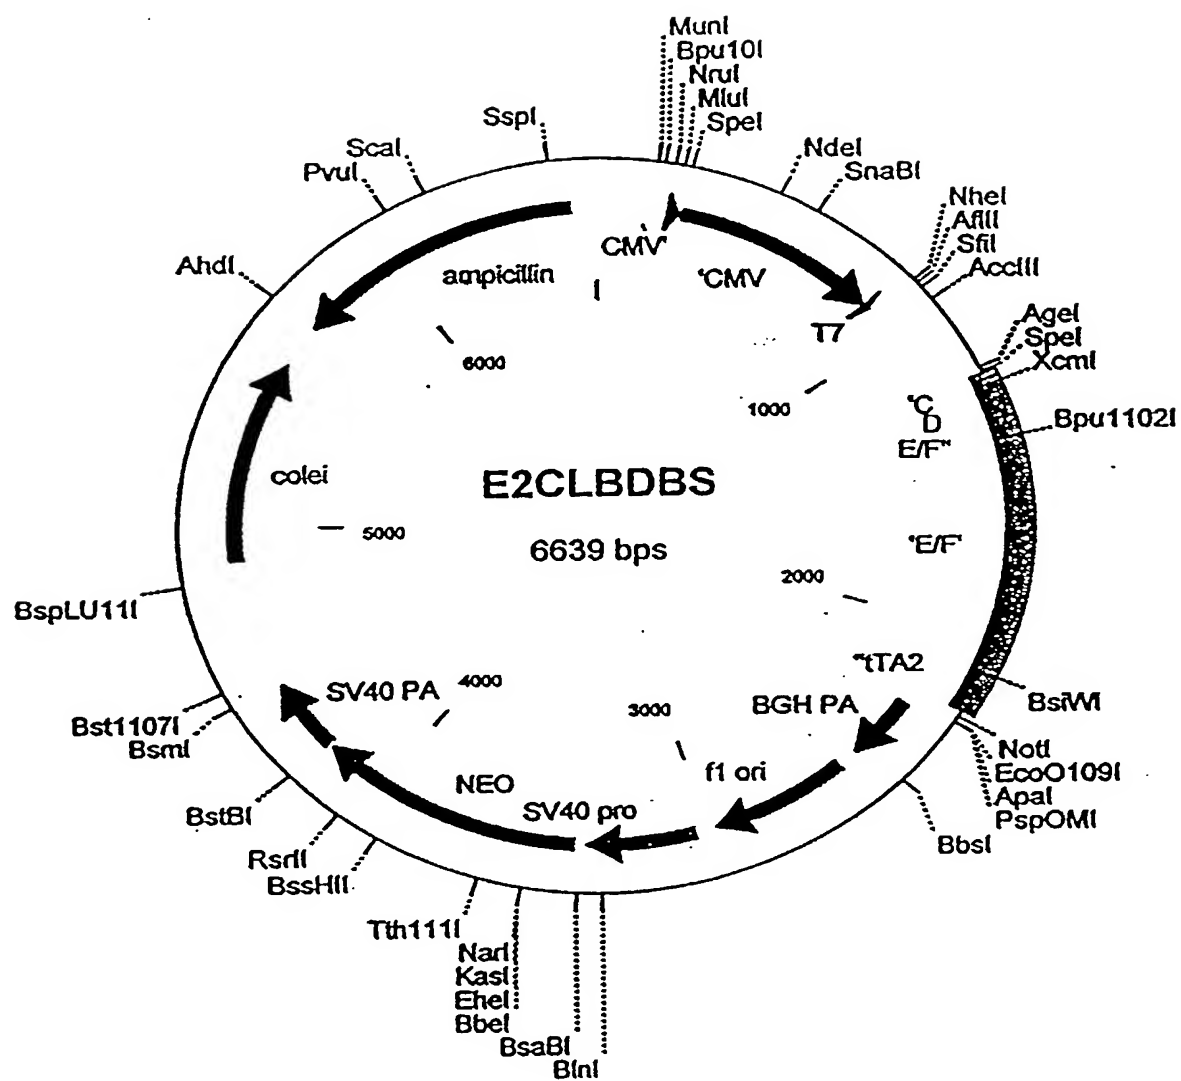 MunI
Bpu10I
NruI
MluI
SpeI
SspI
NdeI
ScaI
SnaBI
PvuI
NheI
AflII
SfiI
AhdI
AccIII
CMV'
ampicillin
'CMV
1
AgeI
T7
SpeI
XcmI
6000
1000
'C
D
Bpu1102I
E/F"
colei
E2CLBDBS
5000
'E/F'
6639 bps
2000
BspLU11I
"tTA2
SV40 PA
4000
BGH PA
BsiWI
3000
Bst1107I
BsmI
NotI
f1 ori
EcoO109I
NEO
ApaI
SV40 pro
BstBI
PspOMI
BbsI
RsrII
BssHII
Tth111I
NarI
KasI
EheI
BbeI
BsaBI
BlnI